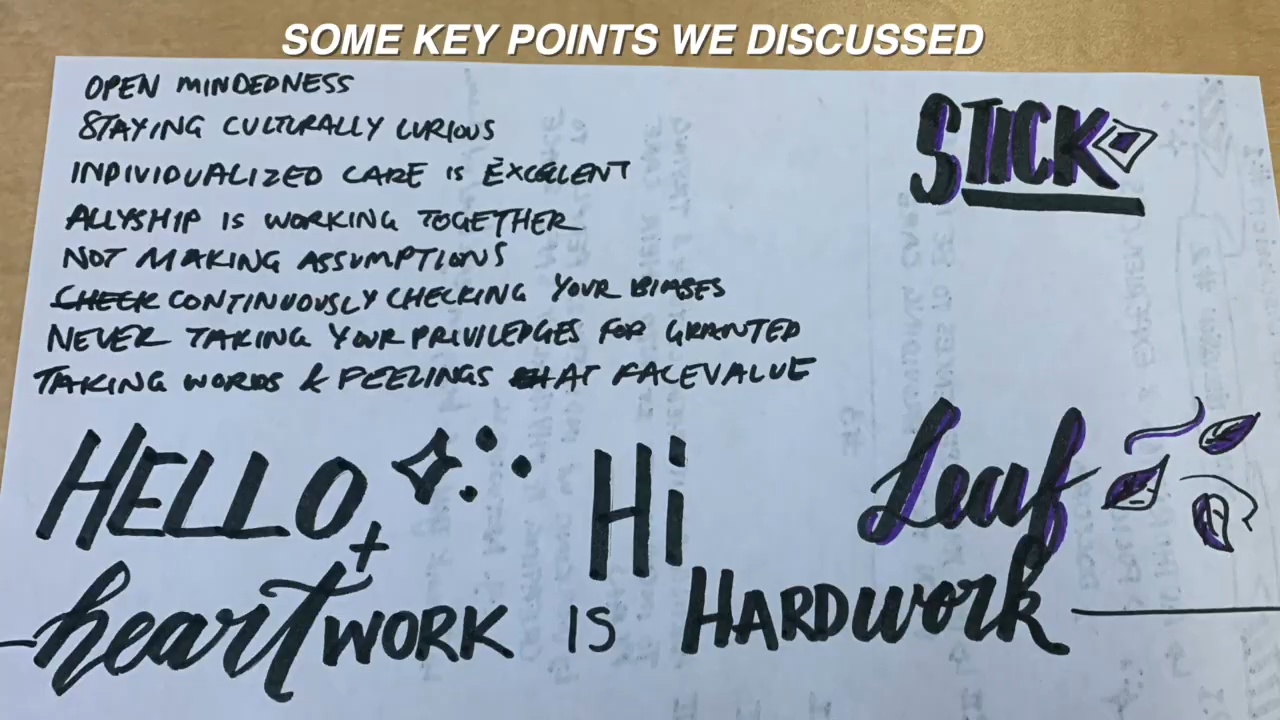 SOME KEY POINTS WE DISCUSSED
OPEN MINDEDNESS
STAYING CULTURALLY CURIOUS
INDIVIDUALIZED CARE IS EXCELLENT
ALLYSHIP IS WORKING TOGETHER
NOT MAKING ASSUMPTIONS
CHECK CONTINUOUSLY CHECKING YOUR BIASES
NEVER TAKING YOUR PRIVILEDGES FOR GRANTED
TAKING WORDS & FEELINGS AT FACEVALUE
STICK
HELLO
Hi
Leaf
+
heartWORK IS HARDwork